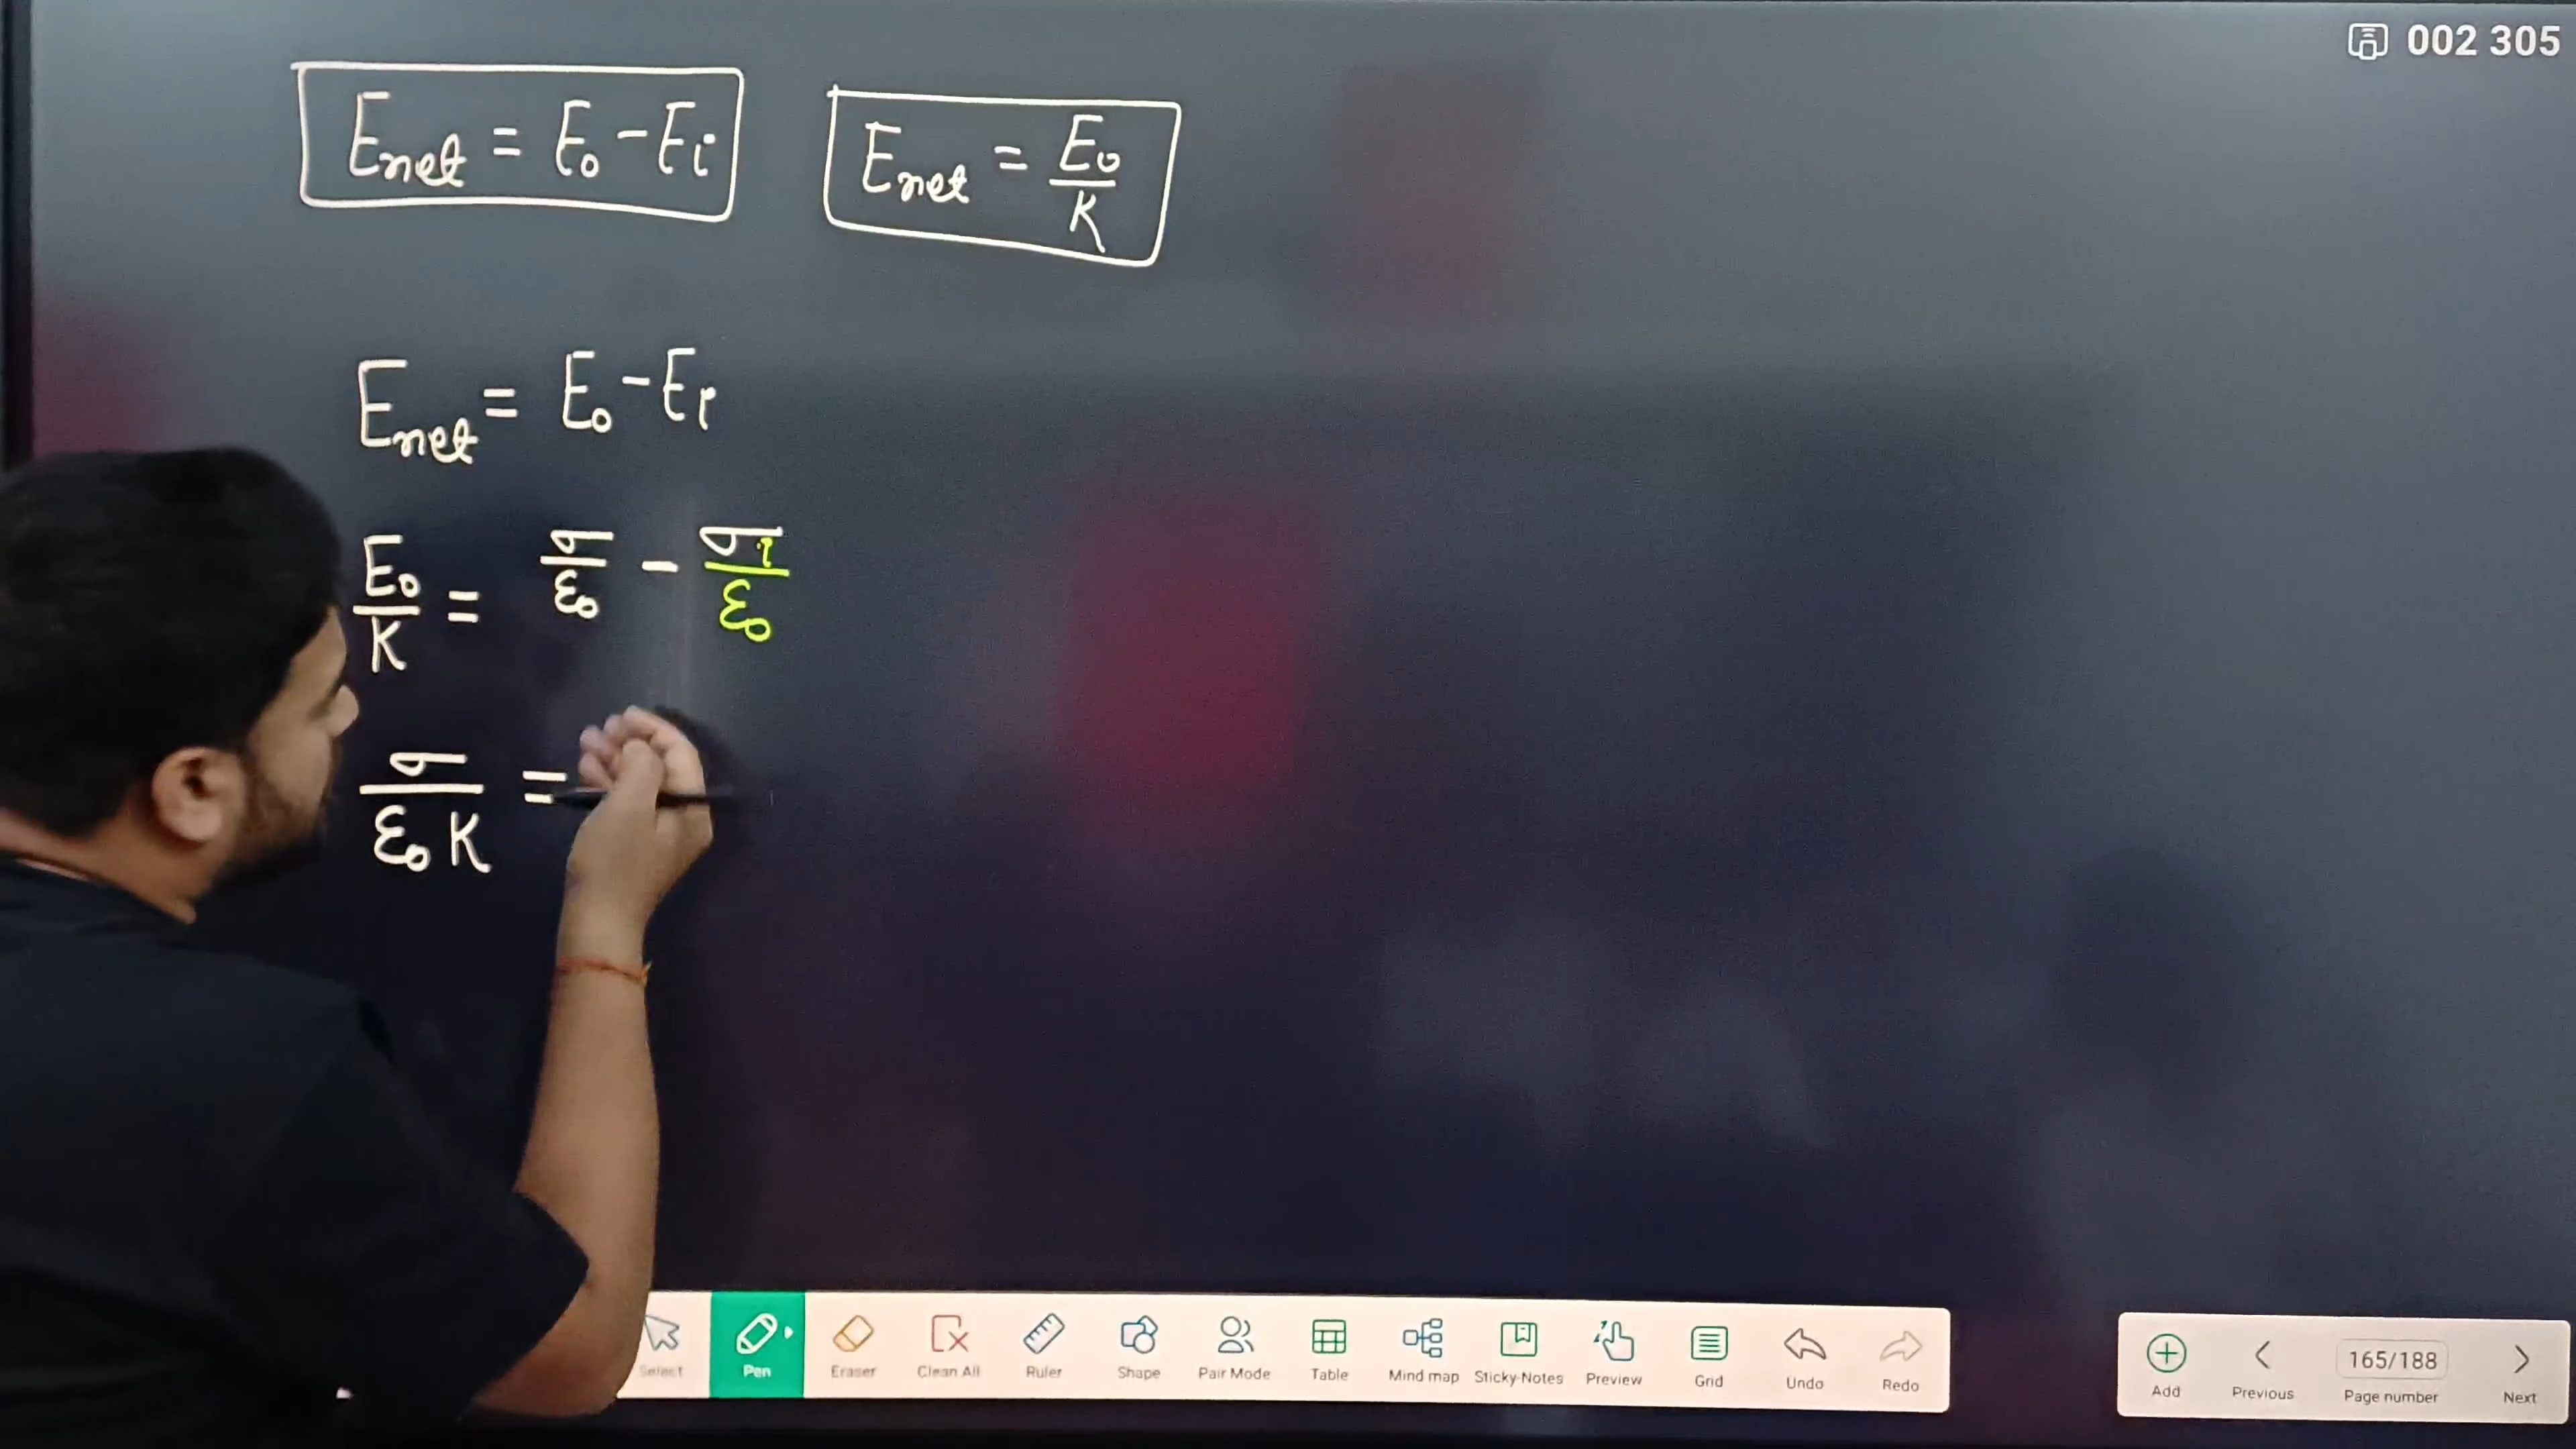 002 305
Enet = E₀ - Ei
Enet = E₀/K
Enet = E₀ - Ei
E₀/K = σ/ε₀ - σi/ε₀
σ/ε₀K =
Select Pen Eraser Clean All Ruler Shape Pair Mode Table Mind map Sticky-Notes Preview Grid Undo Redo
Add Previous 165/188 Page number Next